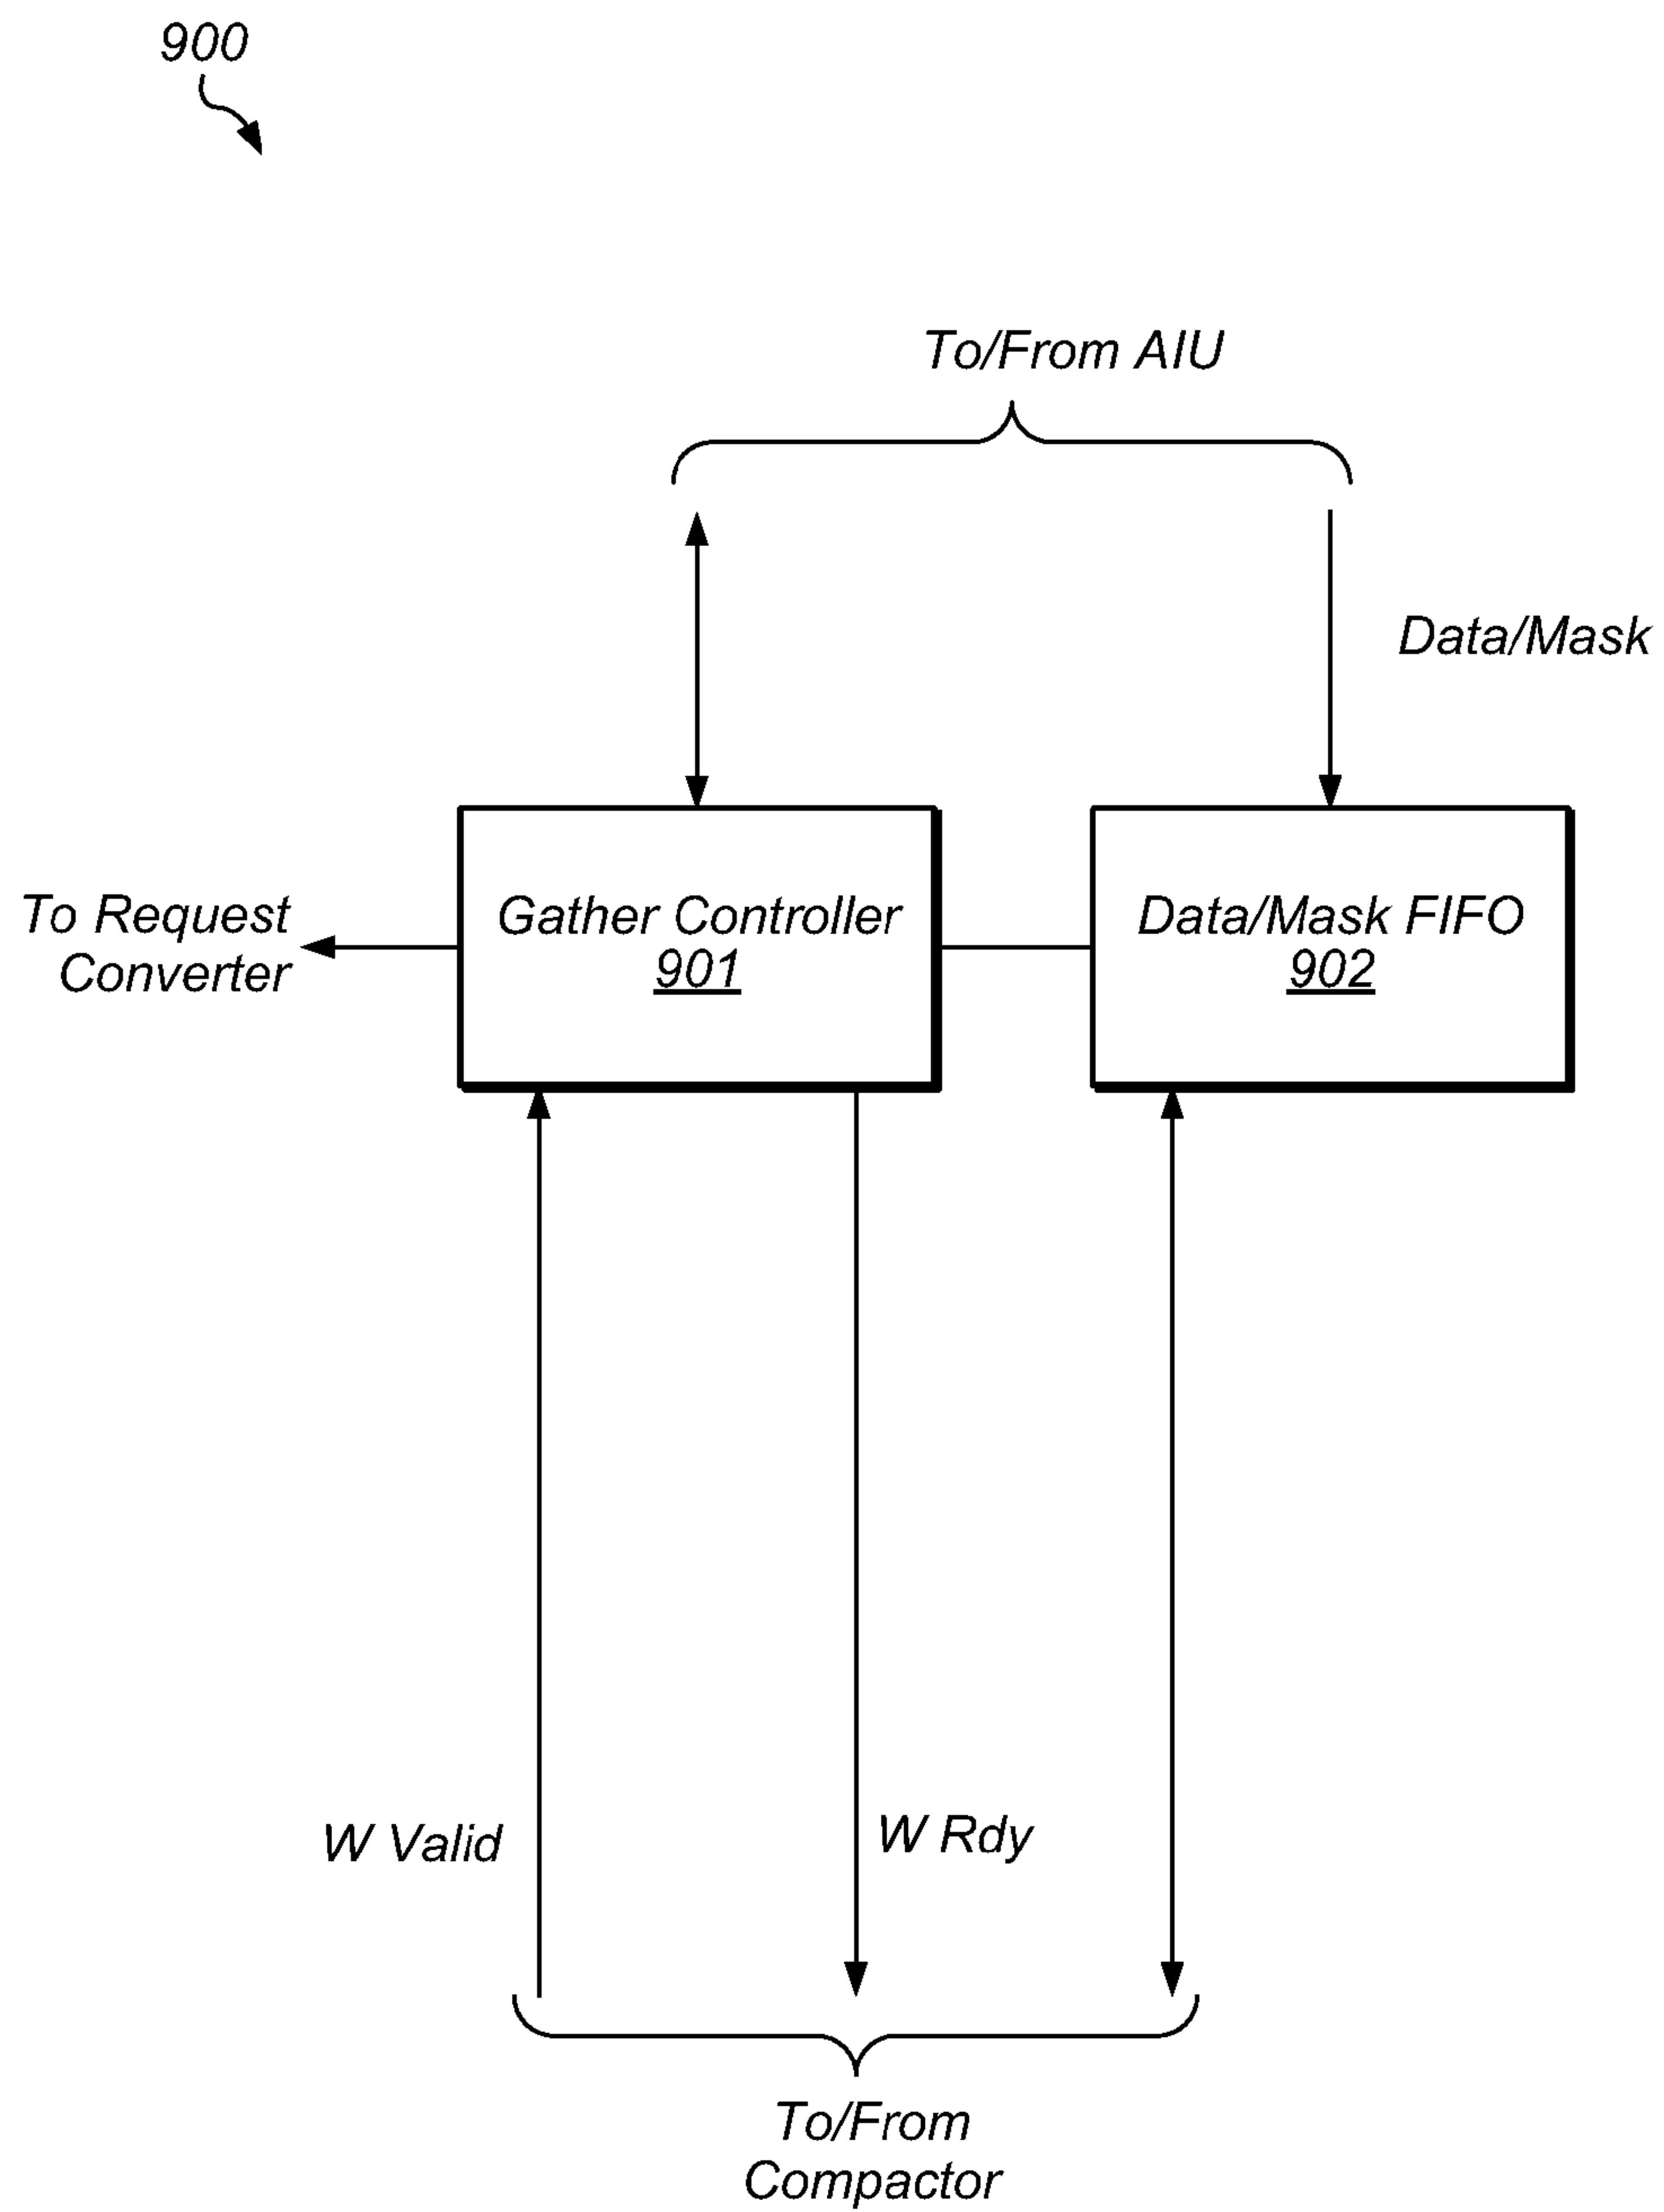 900
To/From AIU
Data/Mask
To Request
Converter
Gather Controller
901
Data/Mask FIFO
902
W Valid
W Rdy
To/From
Compactor